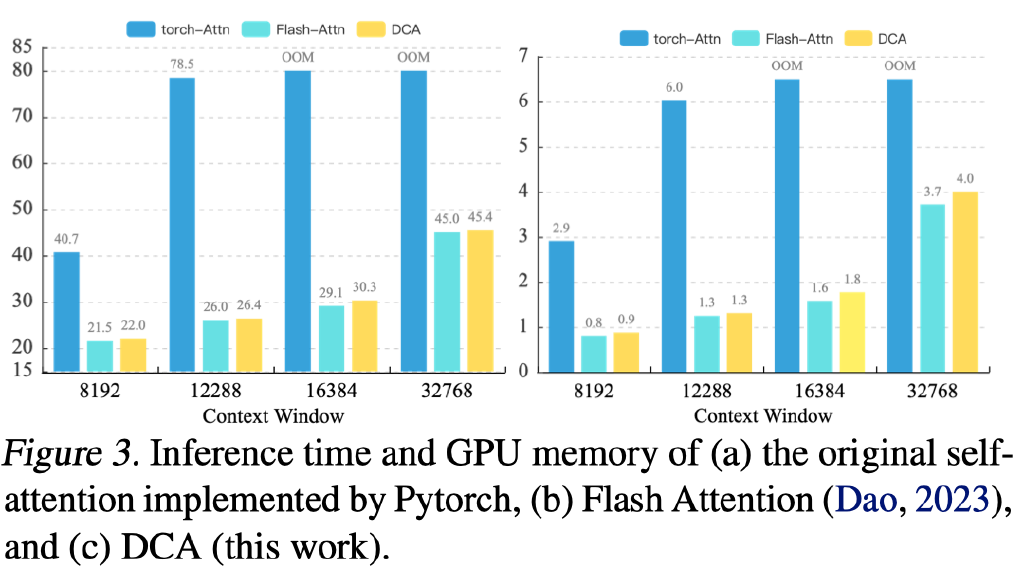 torch-Attn Flash-Attn DCA
85
80
70
60
50
40
30
20
15
40.7 21.5 22.0
78.5 26.0 26.4
OOM 29.1 30.3
OOM 45.0 45.4
8192 12288 16384 32768
Context Window
torch-Attn Flash-Attn DCA
7
6
5
4
3
2
1
0
2.9 0.8 0.9
6.0 1.3 1.3
OOM 1.6 1.8
OOM 3.7 4.0
8192 12288 16384 32768
Context Window
Figure 3. Inference time and GPU memory of (a) the original self-
attention implemented by Pytorch, (b) Flash Attention (Dao, 2023),
and (c) DCA (this work).